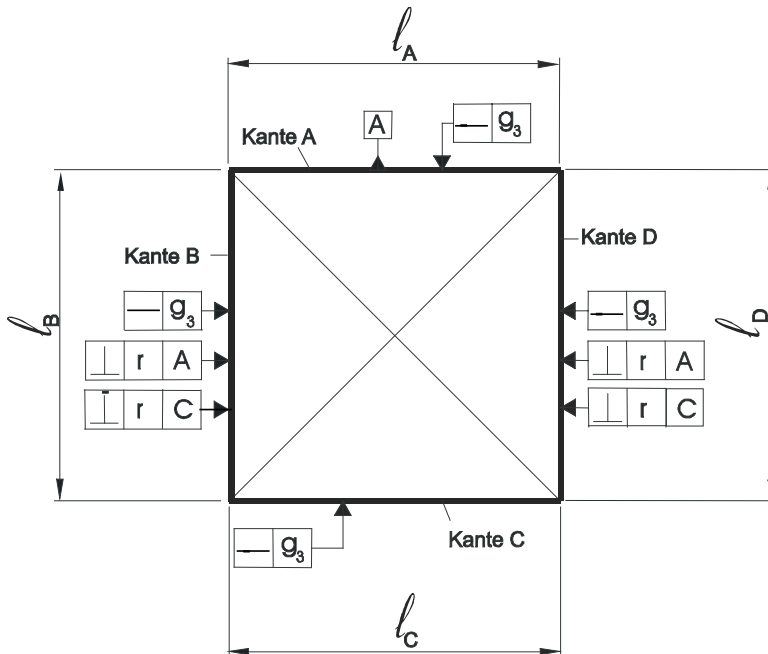 ℓA
A
g3
Kante A
Kante D
Kante B
g3
g3
ℓB
ℓD
⊥ r A
⊥ r A
⊥ r C
⊥ r C
g3
Kante C
ℓC